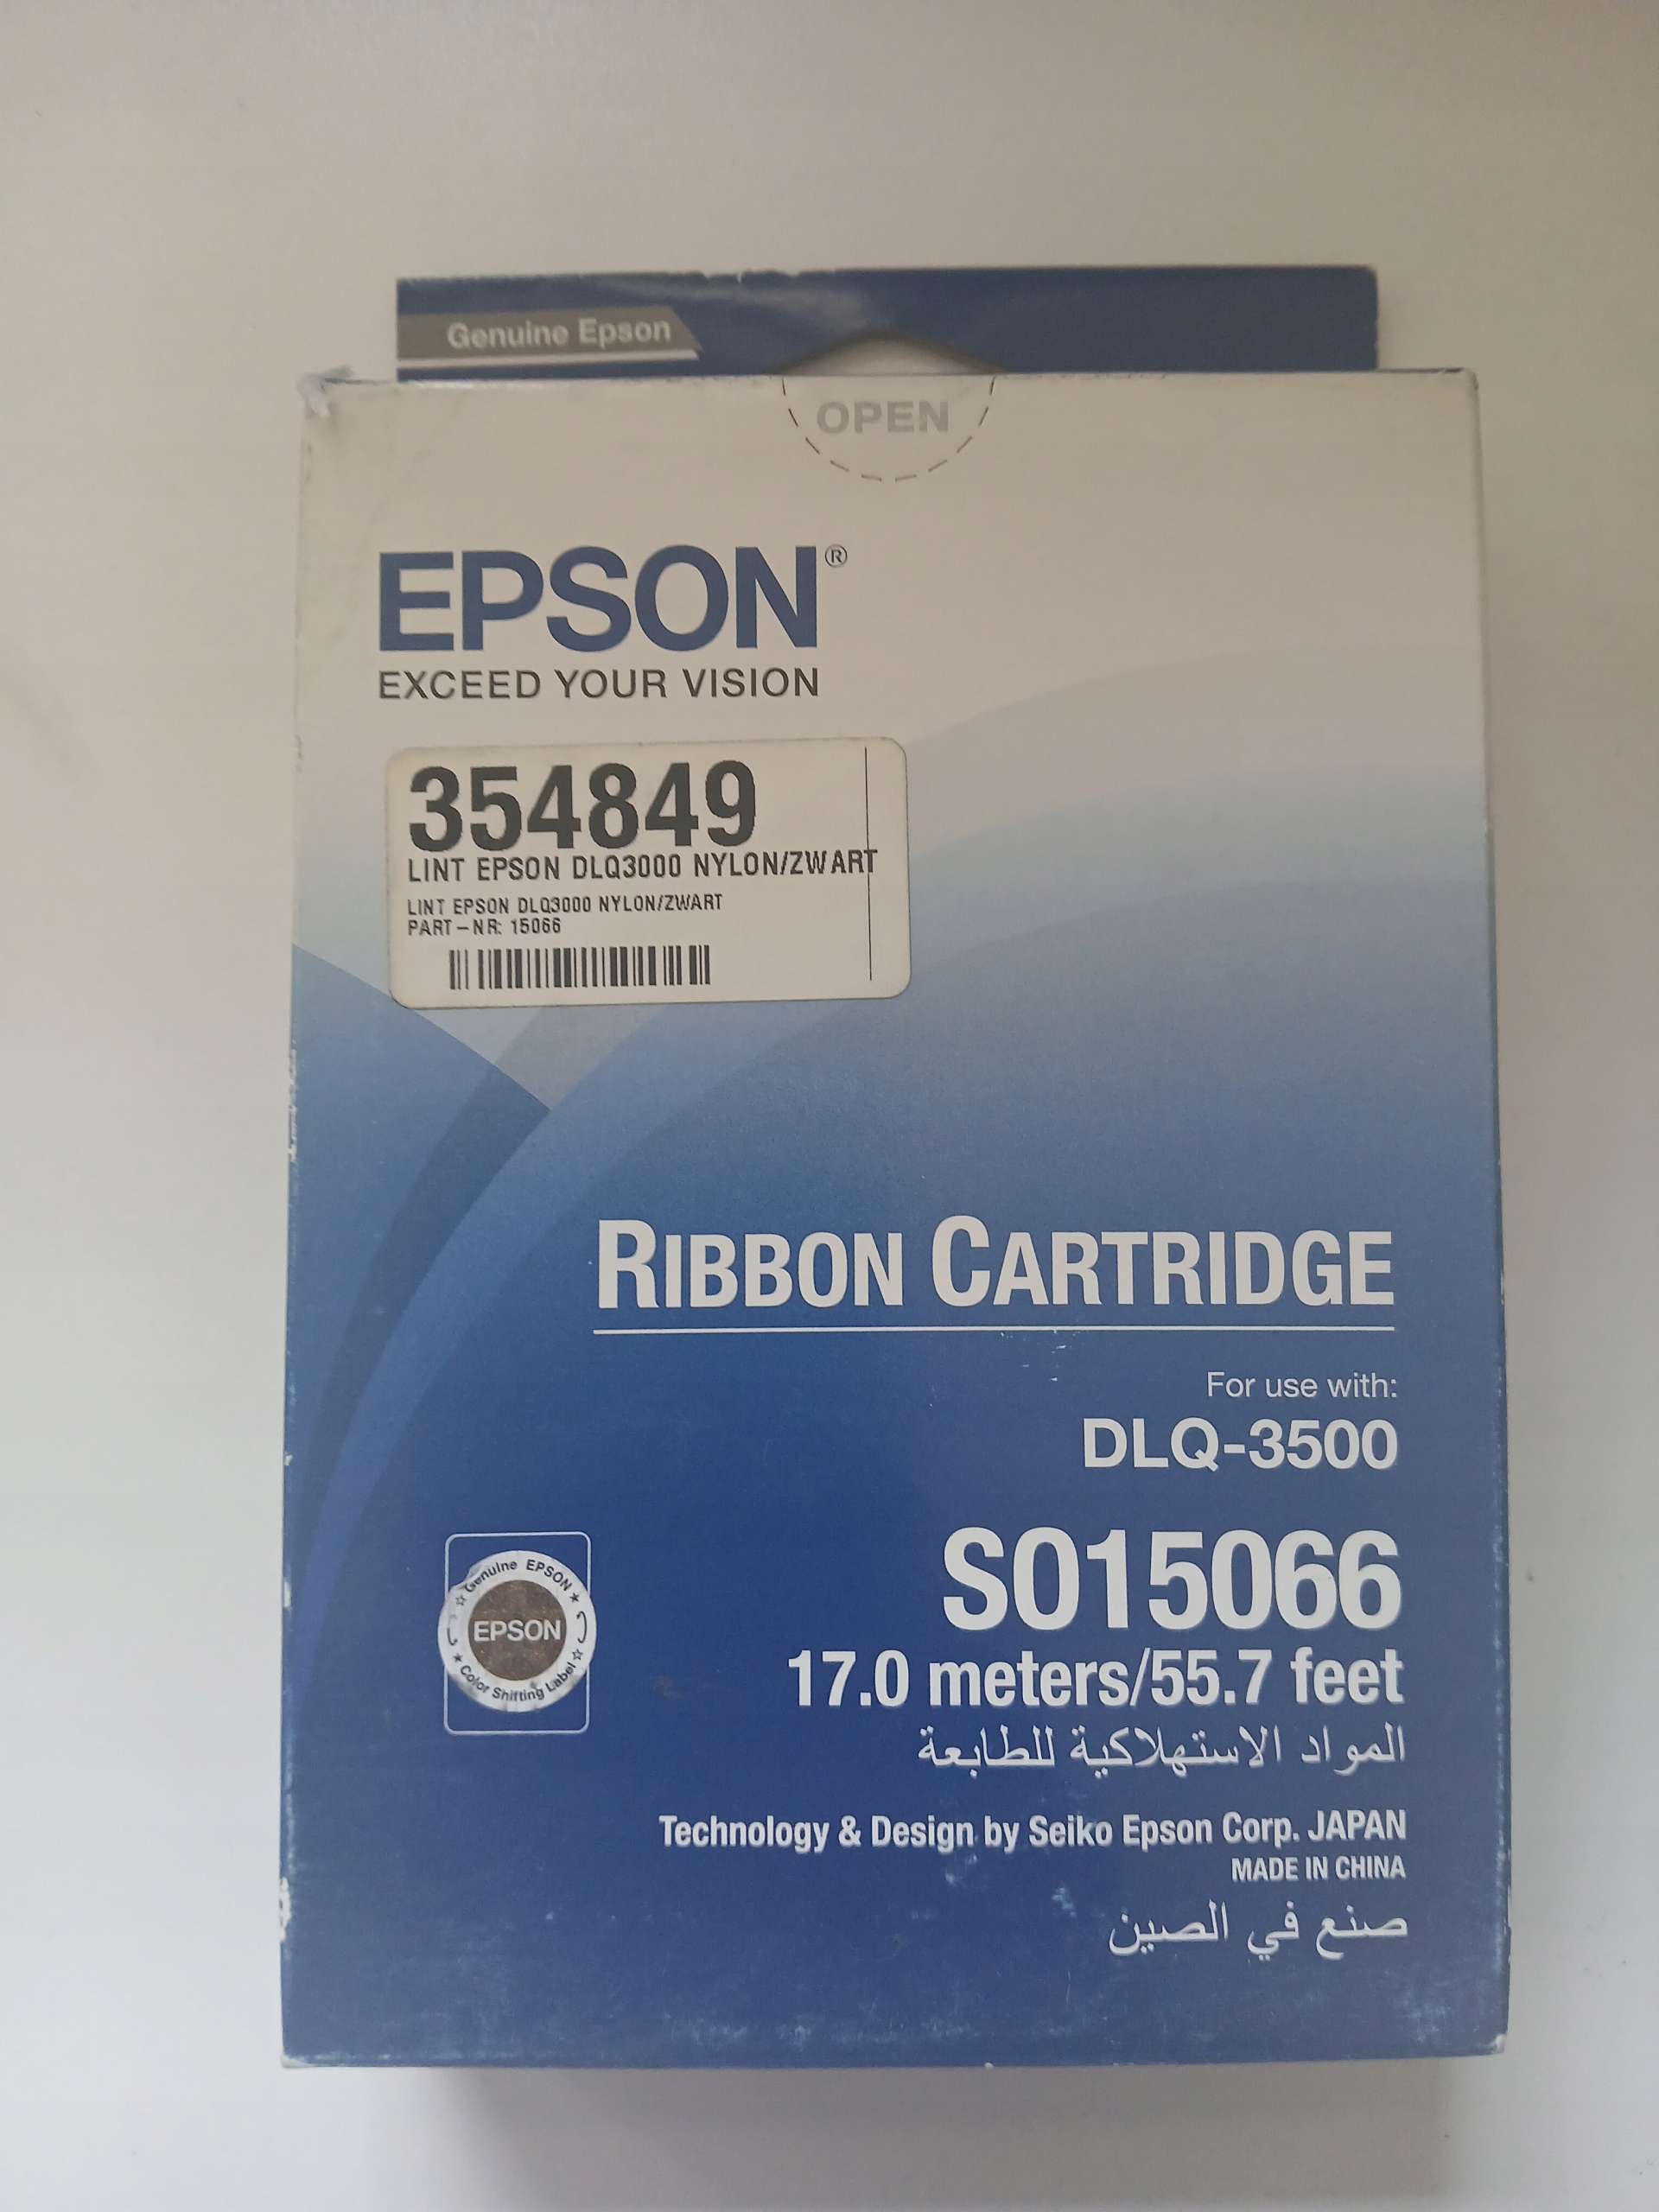 Genuine Epson
OPEN
EPSON®
EXCEED YOUR VISION
354849
LINT EPSON DLQ3000 NYLON/ZWART
LINT EPSON DLQ3000 NYLON/ZWART
PART-NR: 15066
RIBBON CARTRIDGE
For use with:
DLQ-3500
Genuine EPSON
EPSON
Color Shifting Label
SO15066
17.0 meters/55.7 feet
المواد الاستهلاكية للطابعة
Technology & Design by Seiko Epson Corp. JAPAN
MADE IN CHINA
صنع في الصين